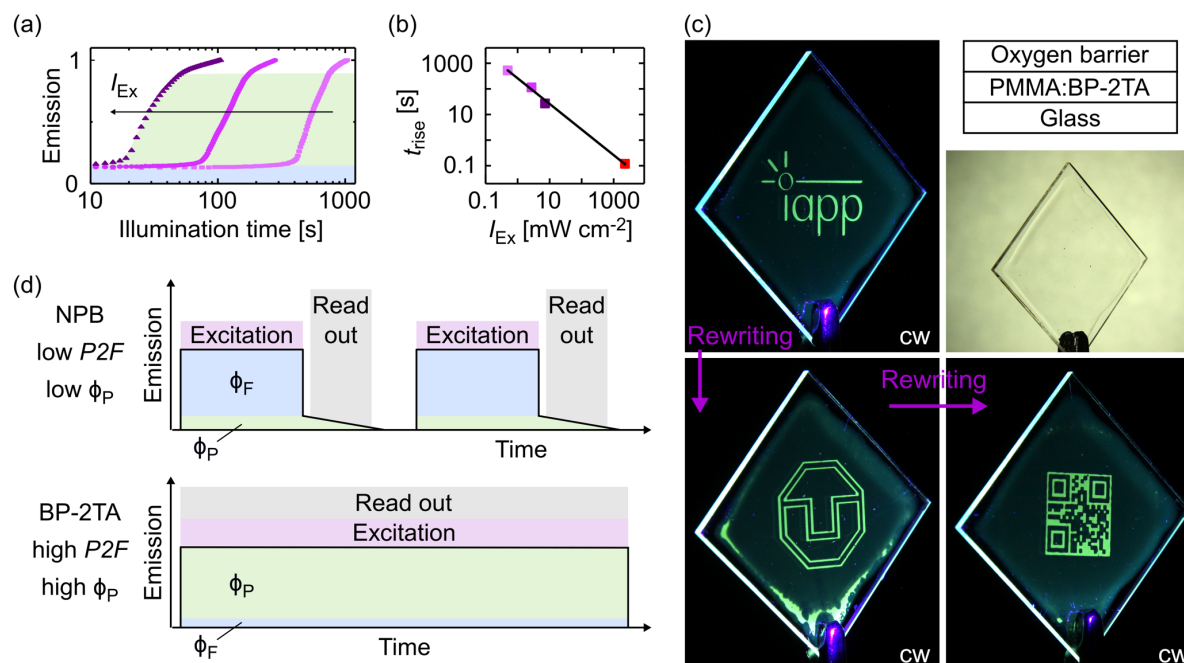 (a)
Emission
1
0
I_Ex
10
100
1000
Illumination time [s]
(b)
t_rise [s]
1000
10
0.1
0.1
10
1000
I_Ex [mW cm⁻²]
(c)
iapp
cw
Oxygen barrier
PMMA:BP-2TA
Glass
Rewriting
cw
Rewriting
cw
(d)
NPB
low P2F
low ϕ_P
Emission
Excitation
Read
out
Excitation
Read
out
ϕ_F
ϕ_P
Time
BP-2TA
high P2F
high ϕ_P
Emission
Read out
Excitation
ϕ_P
ϕ_F
Time